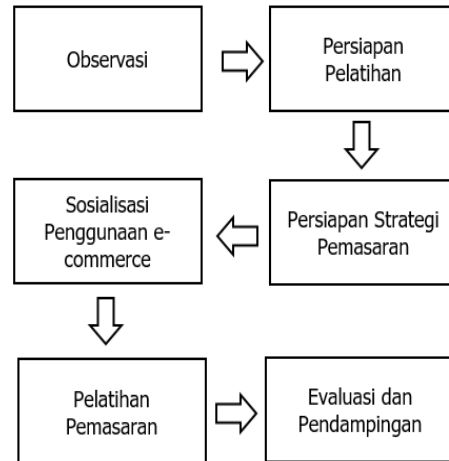 Observasi
Persiapan
Pelatihan
Persiapan Strategi
Pemasaran
Sosialisasi
Penggunaan e-
commerce
Pelatihan
Pemasaran
Evaluasi dan
Pendampingan